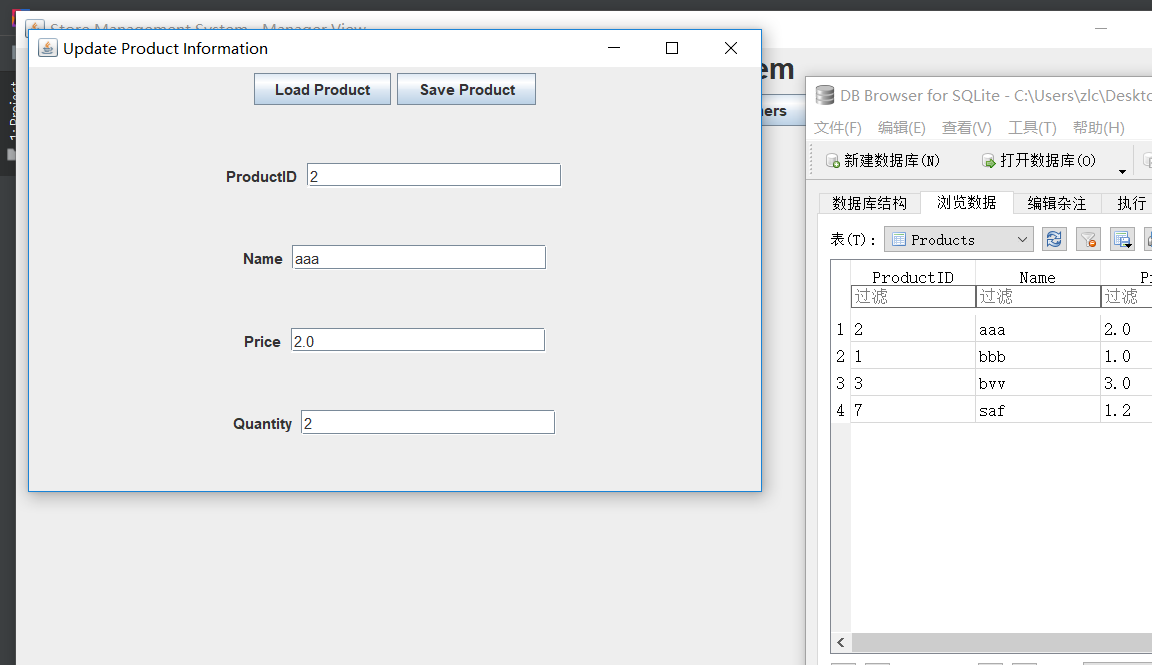 Store Management System - Manager View
Update Product Information
Load Product
Save Product
ProductID
2
Name
aaa
Price
2.0
Quantity
2
1: Project
em
ers
DB Browser for SQLite - C:\Users\zlc\Deskto
文件(F) 编辑(E) 查看(V) 工具(T) 帮助(H)
新建数据库(N) 打开数据库(O)
数据库结构 浏览数据 编辑杂注 执行
表(T): Products
ProductID Name P
过滤 过滤 过滤
1 2 aaa 2.0
2 1 bbb 1.0
3 3 bvv 3.0
4 7 saf 1.2